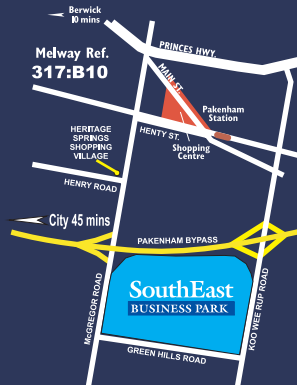 Berwick
10 mins
PRINCES HWY.
Melway Ref.
317:B10
MAIN ST.
Pakenham
Station
HENTY ST.
Shopping
Centre
HERITAGE
SPRINGS
SHOPPING
VILLAGE
HENRY ROAD
City 45 mins
PAKENHAM BYPASS
McGREGOR ROAD
SouthEast
BUSINESS PARK
KOO WEE RUP ROAD
GREEN HILLS ROAD